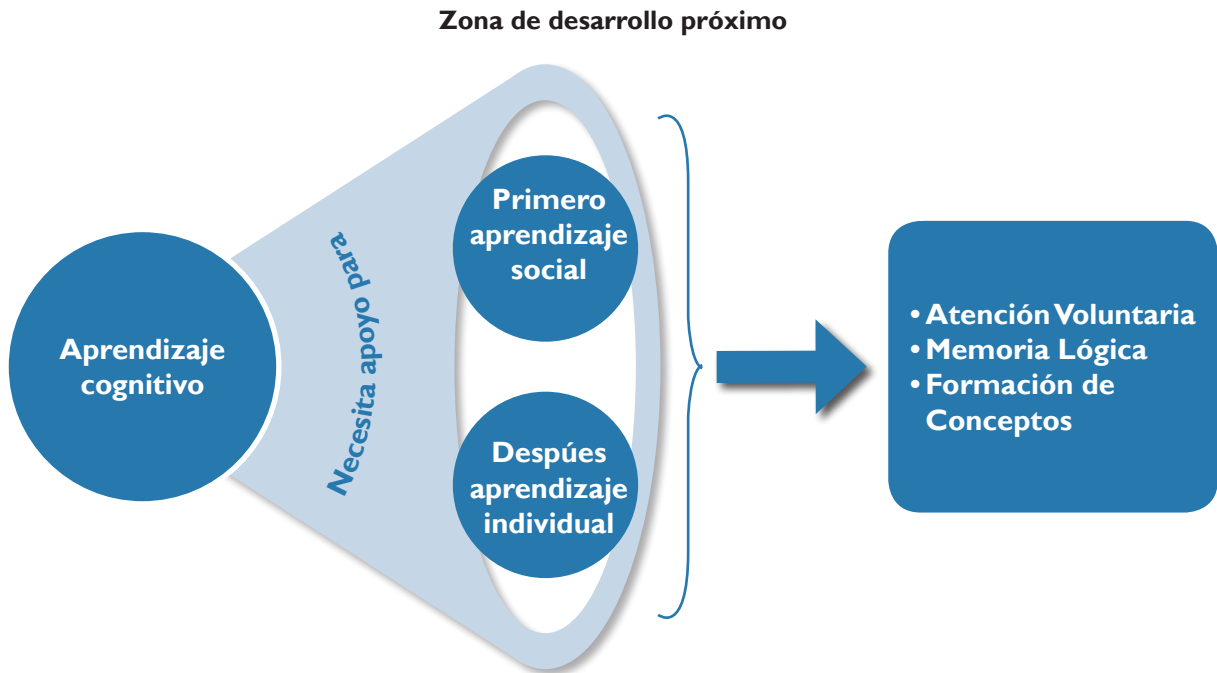 Zona de desarrollo próximo
Aprendizaje
cognitivo
Necesita apoyo para
Primero
aprendizaje
social
Despúes
aprendizaje
individual
• Atención Voluntaria
• Memoria Lógica
• Formación de
Conceptos